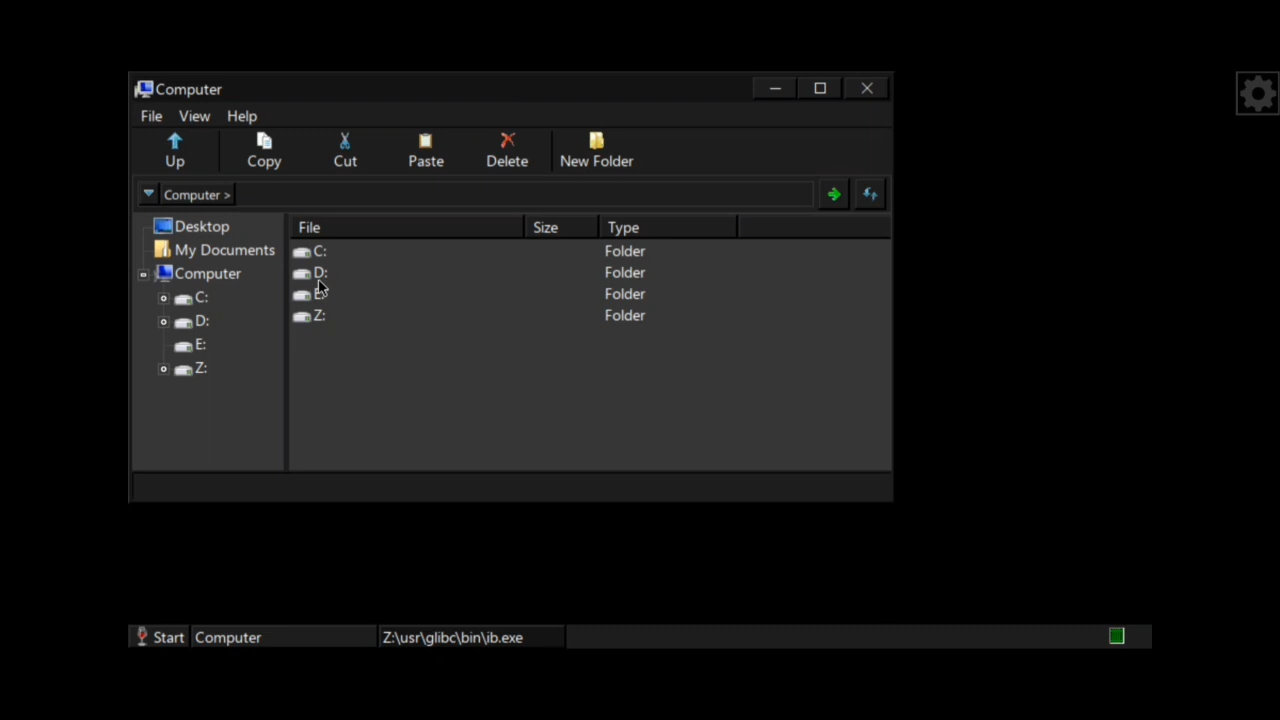 Computer
File View Help
Up Copy Cut Paste Delete New Folder
Computer >
Desktop
My Documents
Computer
C:
D:
E:
Z:
File Size Type
C: Folder
D: Folder
E: Folder
Z: Folder
Start Computer Z:\usr\glibc\bin\ib.exe